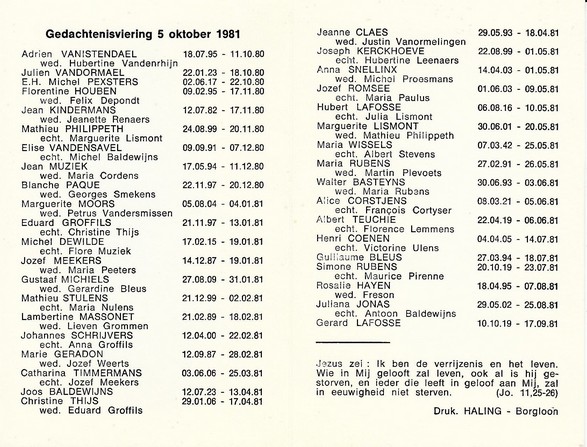 Gedachtenisviering 5 oktober 1981
Adrien VANISTENDAEL 18.07.95 - 11.10.80
wed. Hubertine Vandenrhijn
Julien VANDORMAEL 22.01.23 - 18.10.80
E.H. Michel PEXSTERS 02.06.17 - 22.10.80
Florentine HOUBEN 09.02.95 - 17.11.80
wed. Felix Depondt
Jean KINDERMANS 12.07.82 - 17.11.80
wed. Jeanette Renaers
Mathieu PHILIPPETH 24.08.99 - 20.11.80
echt. Marguerite Lismont
Elise VANDENSAVEL 09.09.91 - 07.12.80
echt. Michel Baldewijns
Jean MUZIEK 17.05.94 - 11.12.80
wed. Maria Cordens
Blanche PAQUE 22.11.97 - 20.12.80
wed. Georges Smekens
Marguerite MOORS 05.08.04 - 04.01.81
wed. Petrus Vandersmissen
Eduard GROFFILS 21.11.97 - 13.01.81
echt. Christine Thijs
Michel DEWILDE 17.02.15 - 19.01.81
echt. Flore Muziek
Jozef MEEKERS 14.12.87 - 19.01.81
wed. Maria Peeters
Gustaaf MICHIELS 27.08.09 - 31.01.81
wed. Gerardine Bleus
Mathieu STULENS 21.12.99 - 02.02.81
echt. Maria Nulens
Lambertine MASSONET 21.02.89 - 18.02.81
wed. Lieven Grommen
Johannes SCHRIJVERS 12.04.00 - 22.02.81
echt. Anna Groffils
Marie GERADON 12.09.87 - 28.02.81
wed. Jozef Weerts
Catharina TIMMERMANS 03.06.06 - 25.03.81
echt. Jozef Meekers
Joos BALDEWIJNS 12.07.23 - 13.04.81
Christine THIJS 29.01.06 - 17.04.81
wed. Eduard Groffils
Jeanne CLAES 29.05.93 - 18.04.81
wed. Justin Vanormelingen
Joseph KERCKHOEVE 22.08.99 - 01.05.81
echt. Hubertine Leenaers
Anna SNELLINX 14.04.03 - 01.05.81
wed. Michel Proesmans
Jozef ROMSEE 01.06.03 - 09.05.81
echt. Maria Paulus
Hubert LAFOSSE 06.08.16 - 10.05.81
echt. Julia Lismont
Marguerite LISMONT 30.06.01 - 20.05.81
wed. Mathieu Philippeth
Maria WISSELS 07.03.42 - 25.05.81
echt. Albert Stevens
Maria RUBENS 27.02.91 - 26.05.81
wed. Martin Plevoets
Walter BASTEYNS 30.06.93 - 03.06.81
wed. Maria Rubens
Alice CORSTJENS 08.03.21 - 05.06.81
echt. François Cortyser
Albert TEUCHIE 22.04.19 - 06.06.81
echt. Florence Lemmens
Henri COENEN 04.04.05 - 14.07.81
echt. Victorine Ulens
Guillaume BLEUS 27.03.94 - 18.07.81
Simone RUBENS 20.10.19 - 23.07.81
echt. Maurice Pirenne
Rosalie HAYEN 18.04.95 - 07.08.81
wed. Freson
Juliana JONAS 29.05.02 - 25.08.81
echt. Antoon Baldewijns
Gerard LAFOSSE 10.10.19 - 17.09.81
Jezus zei : Ik ben de verrijzenis en het leven.
Wie in Mij gelooft zal leven, ook al is hij ge-
storven, en ieder die leeft in geloof aan Mij, zal
in eeuwigheid niet sterven. (Jo. 11,25-26)
Druk. HALING - Borgloon